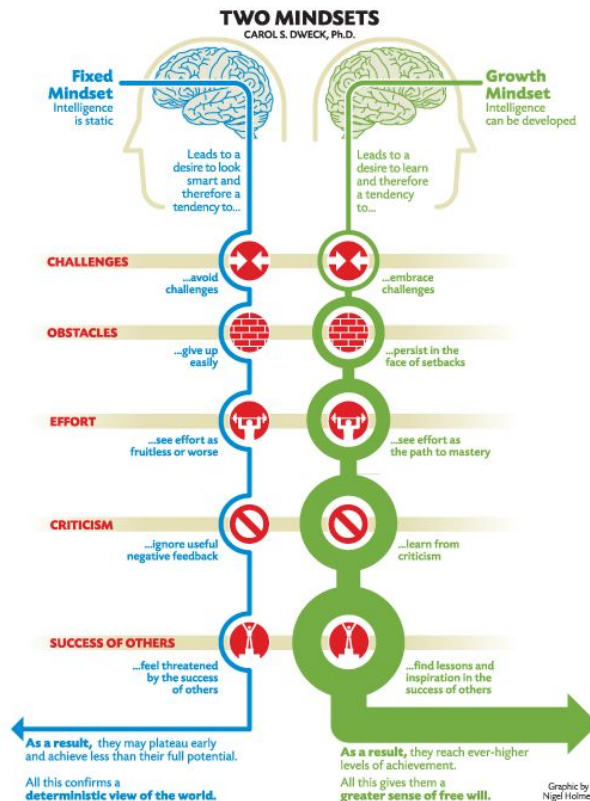 TWO MINDSETS
CAROL S. DWECK, Ph.D.
Fixed
Mindset
Intelligence
is static
Growth
Mindset
Intelligence
can be developed
Leads to a
desire to look
smart and
therefore a
tendency to...
Leads to a
desire to learn
and therefore
a tendency
to...
CHALLENGES
...avoid
challenges
...embrace
challenges
OBSTACLES
...give up
easily
...persist in the
face of setbacks
EFFORT
...see effort as
fruitless or worse
...see effort as
the path to mastery
CRITICISM
...ignore useful
negative feedback
...learn from
criticism
SUCCESS OF OTHERS
...feel threatened
by the success
of others
...find lessons and
inspiration in the
success of others
As a result, they may plateau early
and achieve less than their full potential.
All this confirms a
deterministic view of the world.
As a result, they reach ever-higher
levels of achievement.
All this gives them a
greater sense of free will.
Graphic by
Nigel Holme